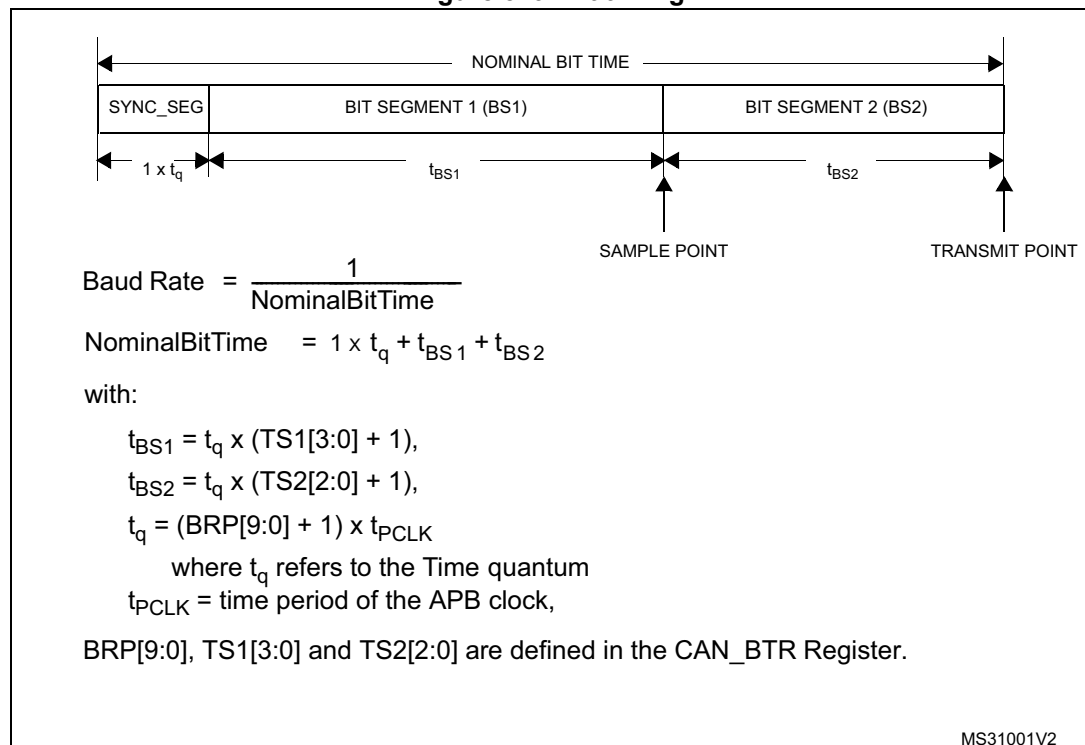 NOMINAL BIT TIME
SYNC_SEG BIT SEGMENT 1 (BS1) BIT SEGMENT 2 (BS2)
1 x tq tBS1 tBS2
SAMPLE POINT TRANSMIT POINT
Baud Rate = 1
NominalBitTime
NominalBitTime = 1 × tq + tBS1 + tBS2
with:
tBS1 = tq x (TS1[3:0] + 1),
tBS2 = tq x (TS2[2:0] + 1),
tq = (BRP[9:0] + 1) x tPCLK
where tq refers to the Time quantum
tPCLK = time period of the APB clock,
BRP[9:0], TS1[3:0] and TS2[2:0] are defined in the CAN_BTR Register.
MS31001V2